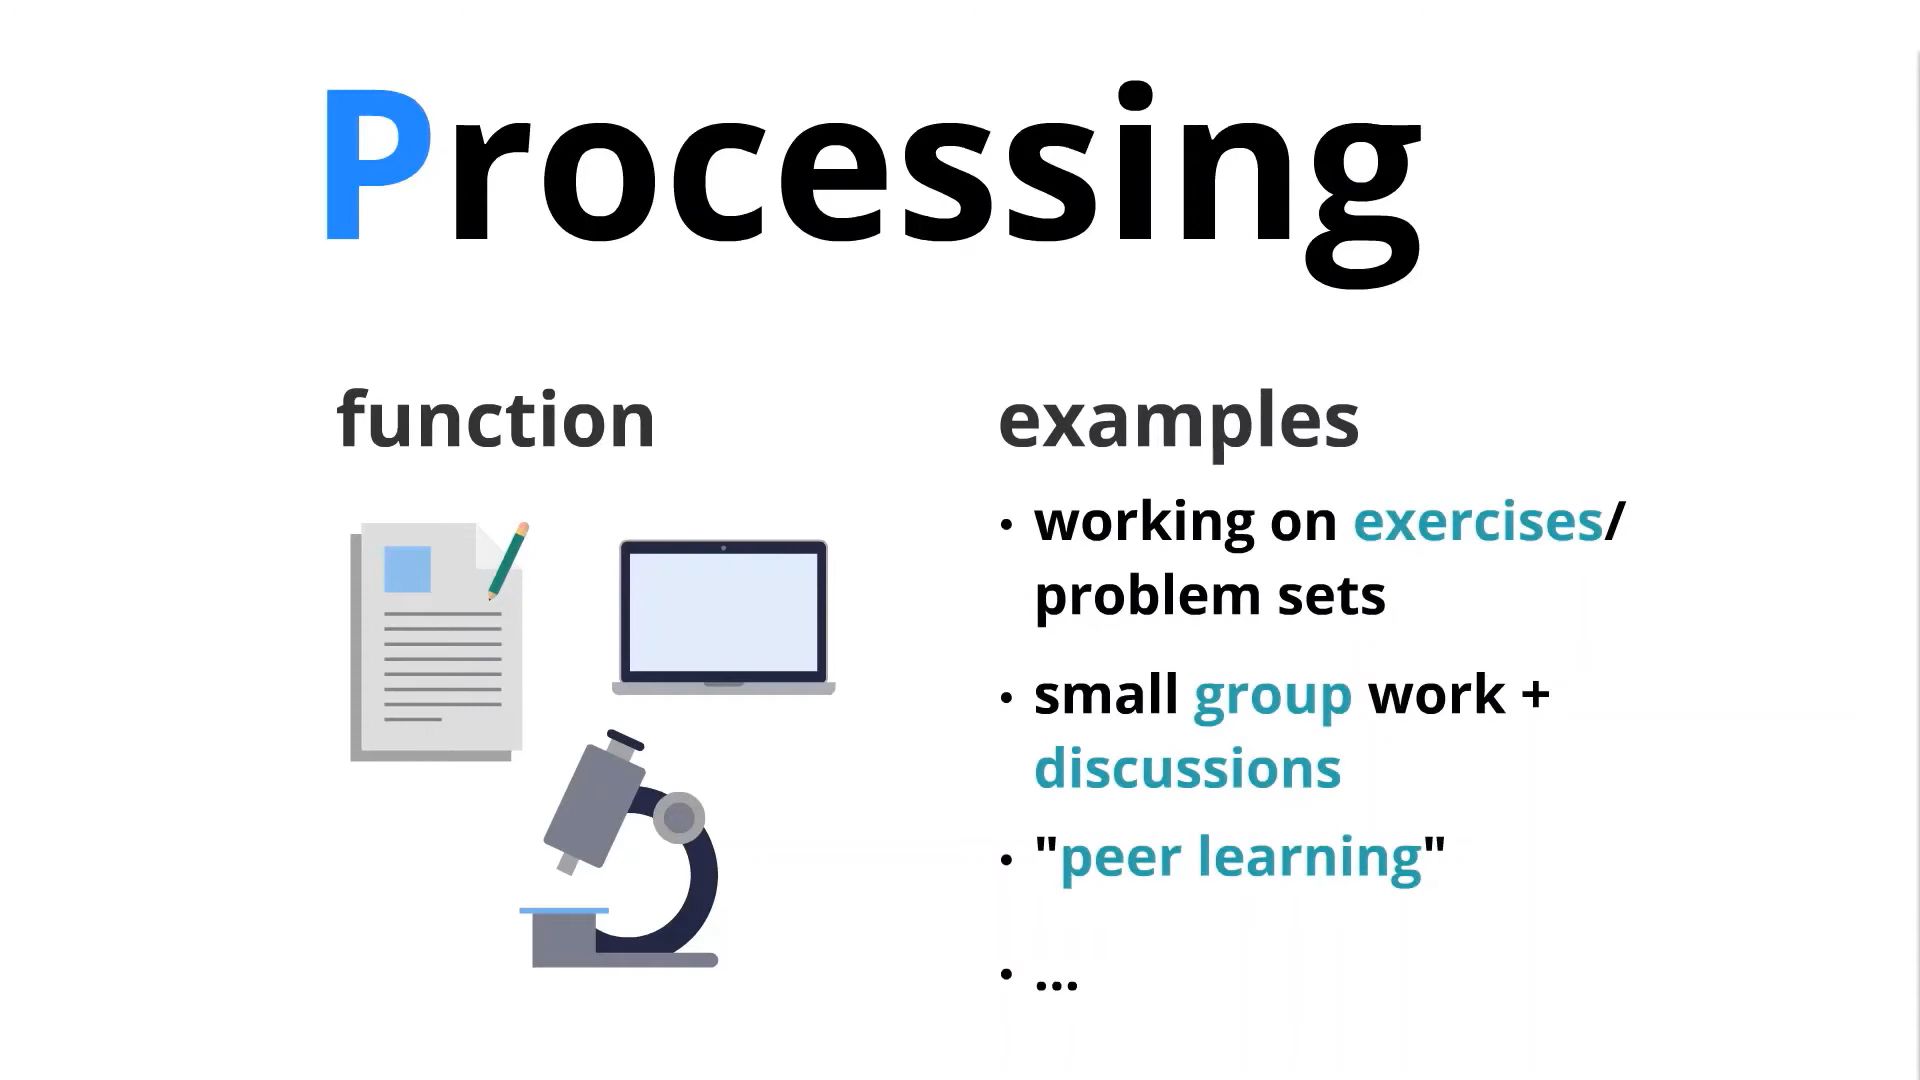 Processing
function
examples
• working on exercises/
problem sets
• small group work +
discussions
• "peer learning"
• ...